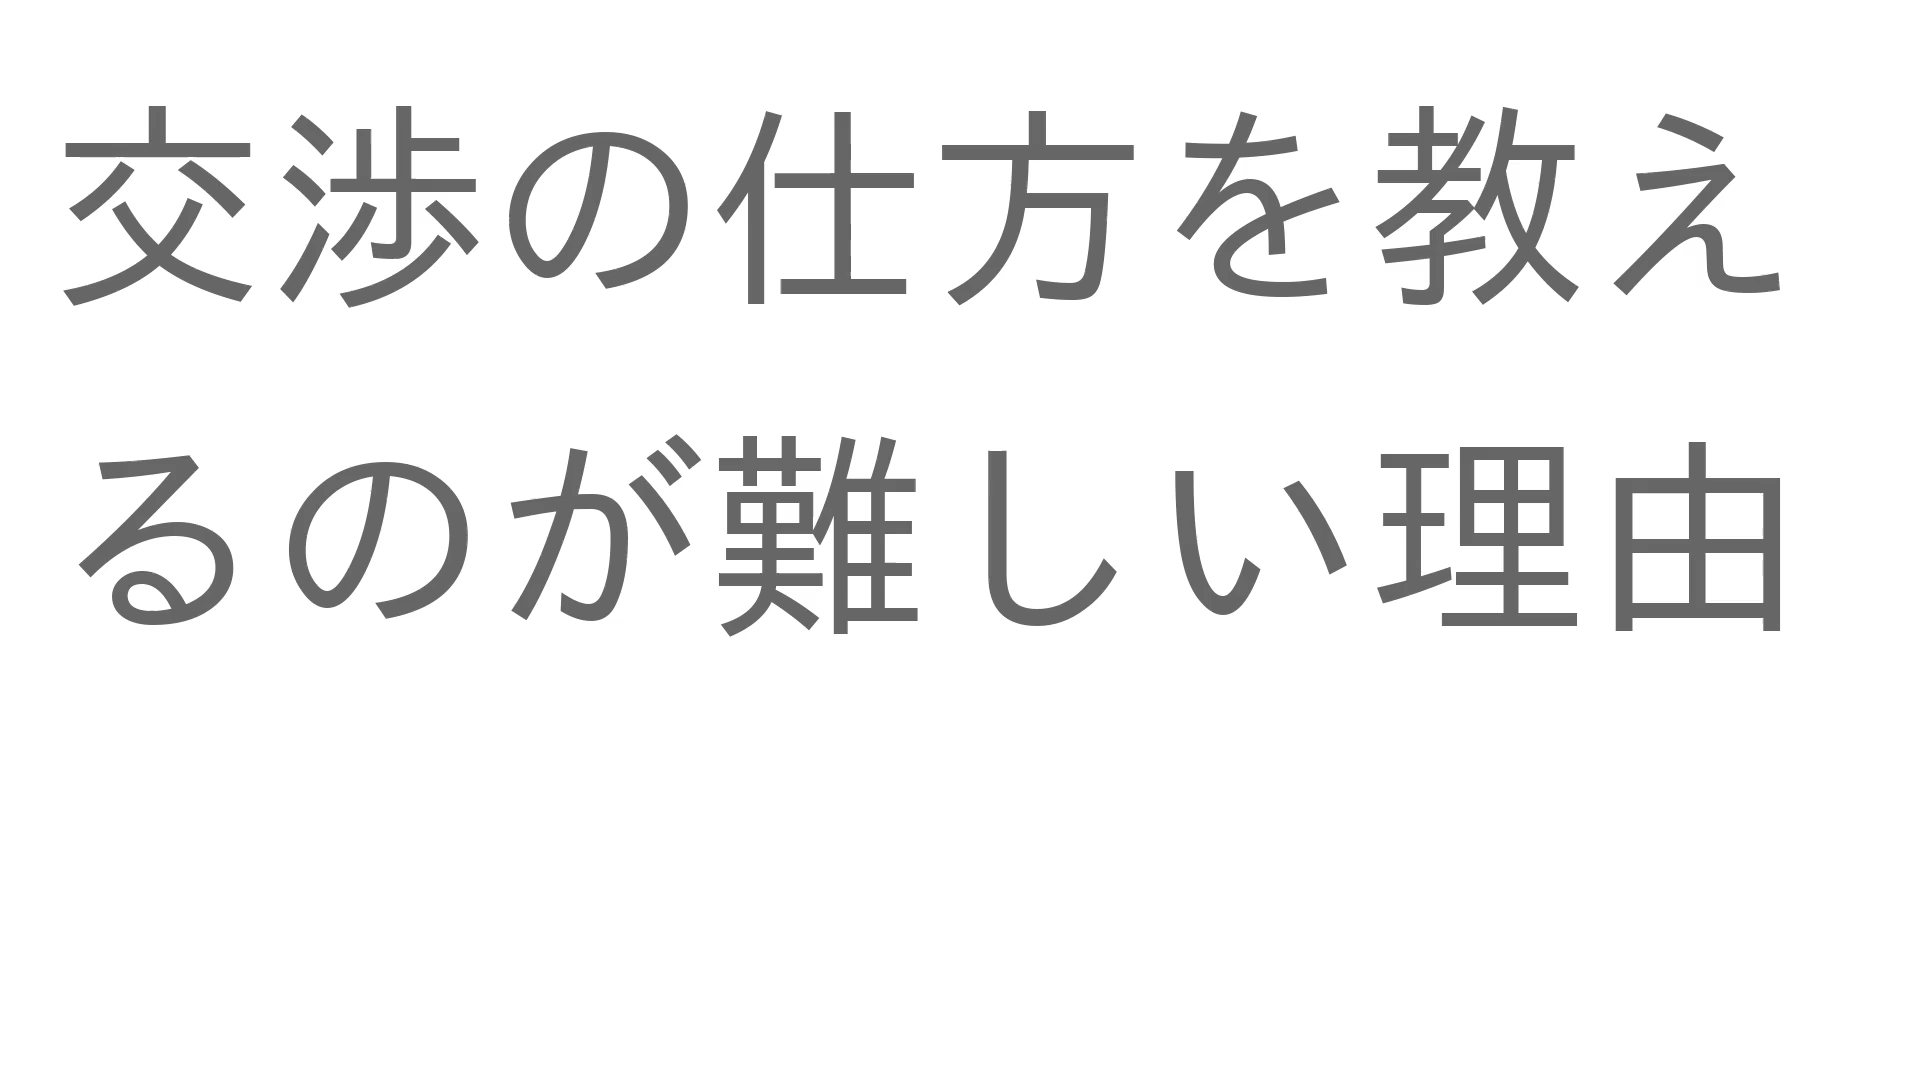 交渉の仕方を教え
るのが難しい理由